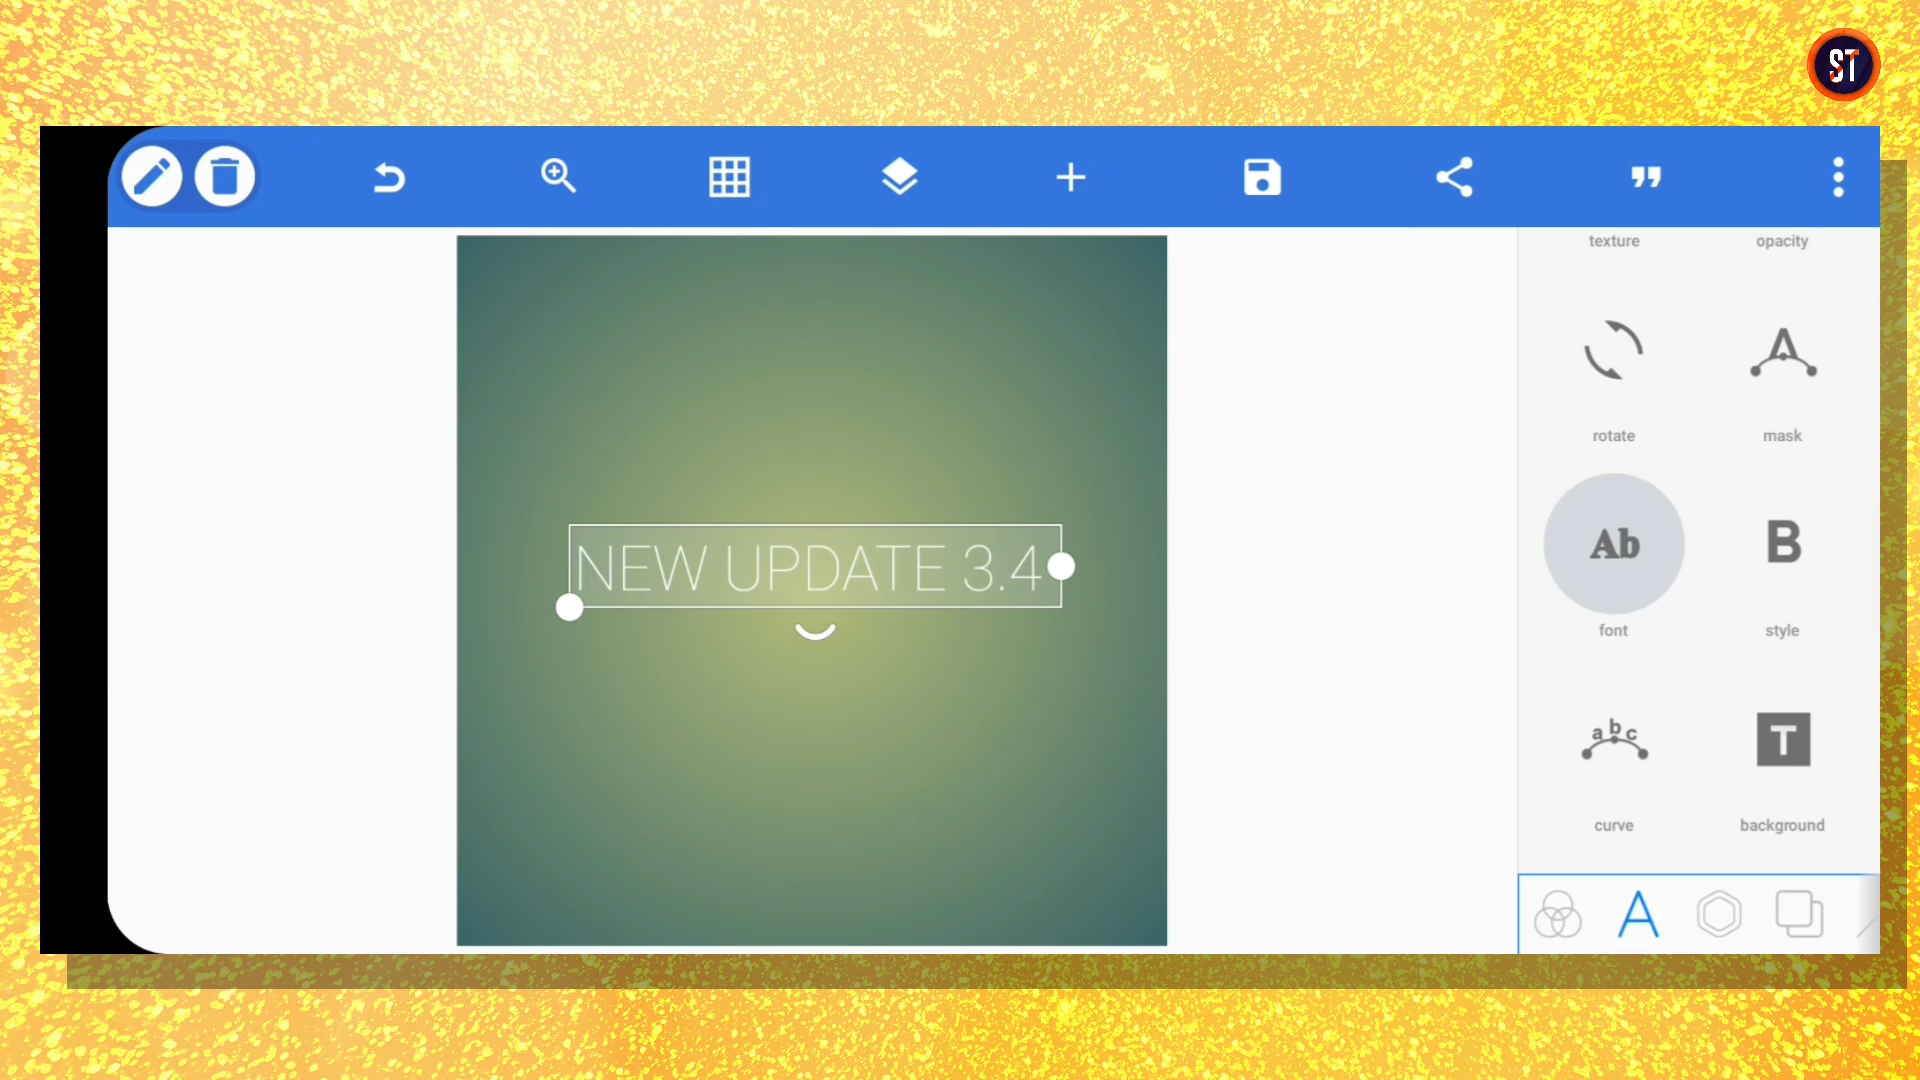 ST
texture opacity
rotate mask
NEW UPDATE 3.4
Ab B
font style
abc T
curve background
A